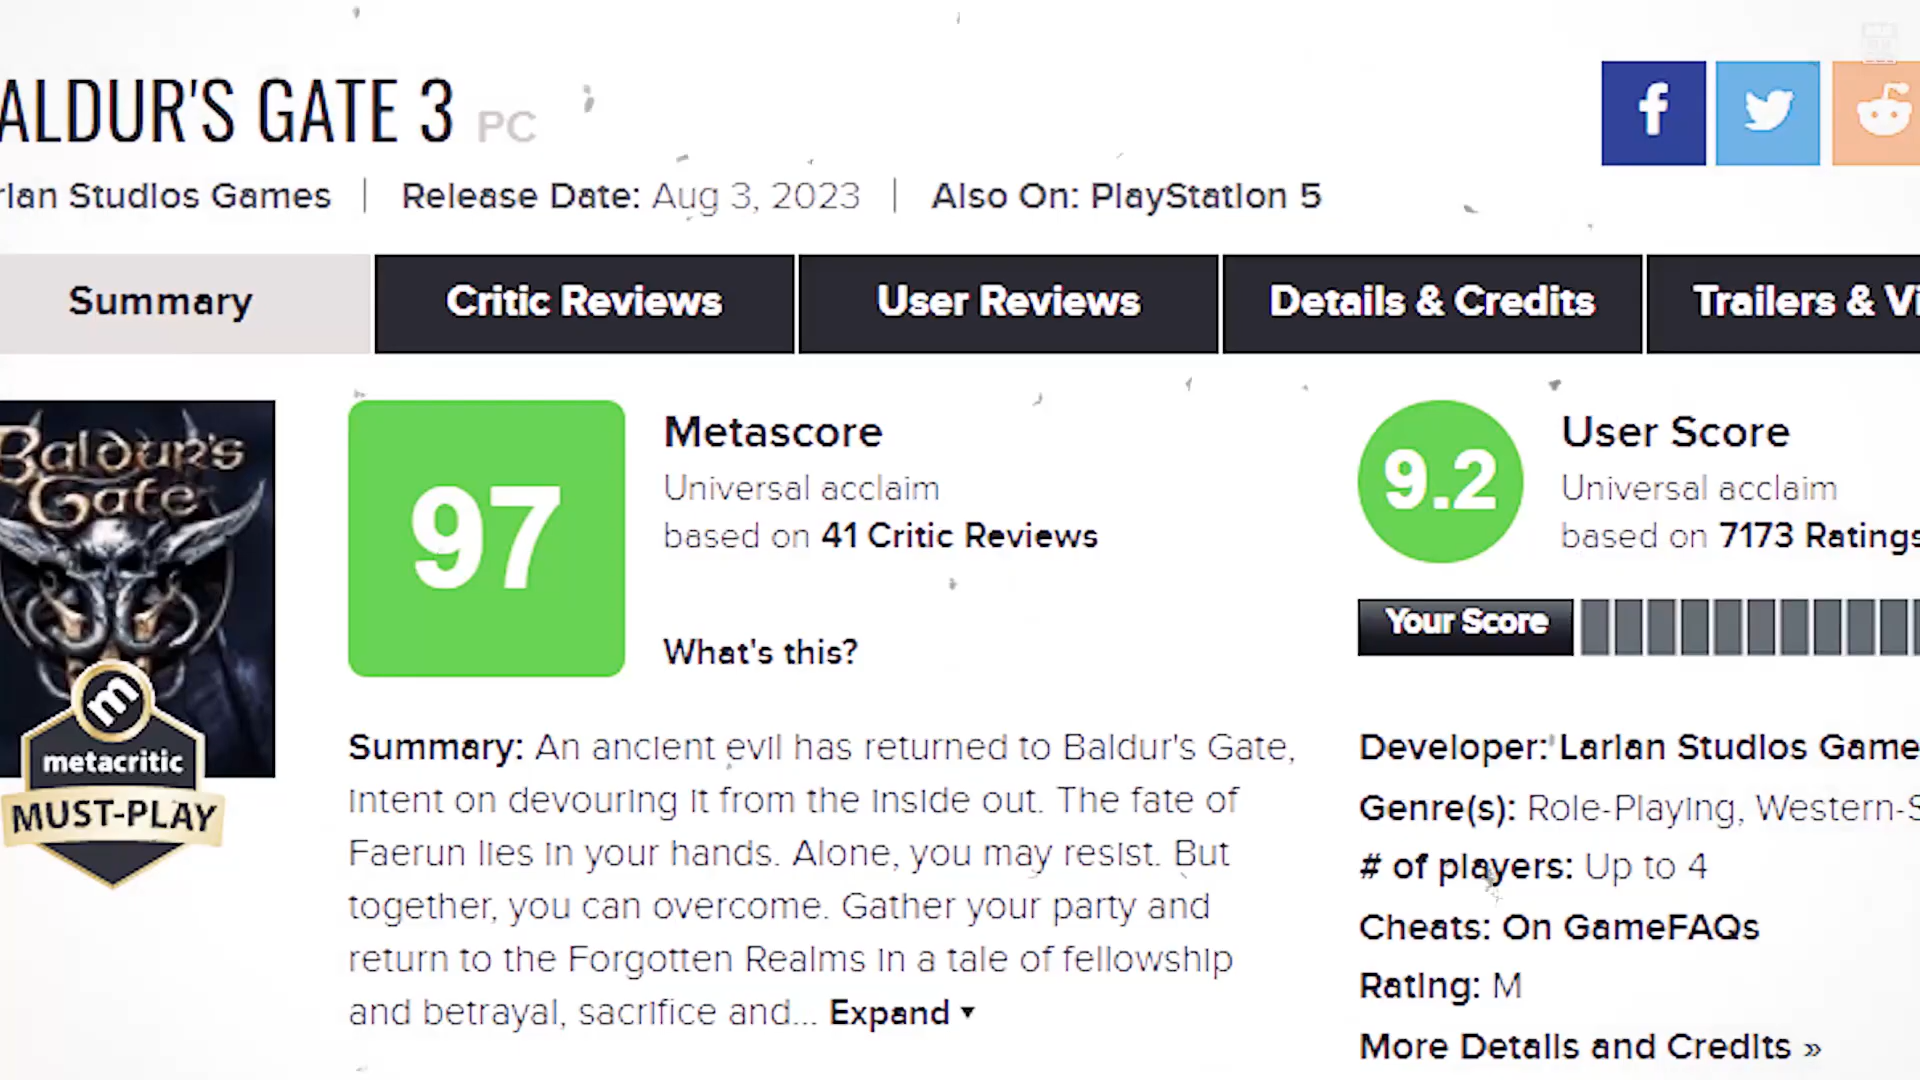 ALDUR'S GATE 3 PC
rlan Studios Games | Release Date: Aug 3, 2023 | Also On: PlayStation 5
Summary
Critic Reviews
User Reviews
Details & Credits
Trailers & Vi
Baldur's
Gate
metacritic
MUST-PLAY
97
Metascore
Universal acclaim
based on 41 Critic Reviews
What's this?
9.2
User Score
Universal acclaim
based on 7173 Ratings
Your Score
Summary: An ancient evil has returned to Baldur's Gate,
intent on devouring it from the inside out. The fate of
Faerun lies in your hands. Alone, you may resist. But
together, you can overcome. Gather your party and
return to the Forgotten Realms in a tale of fellowship
and betrayal, sacrifice and... Expand ▾
Developer: Larian Studios Game
Genre(s): Role-Playing, Western-S
# of players: Up to 4
Cheats: On GameFAQs
Rating: M
More Details and Credits »